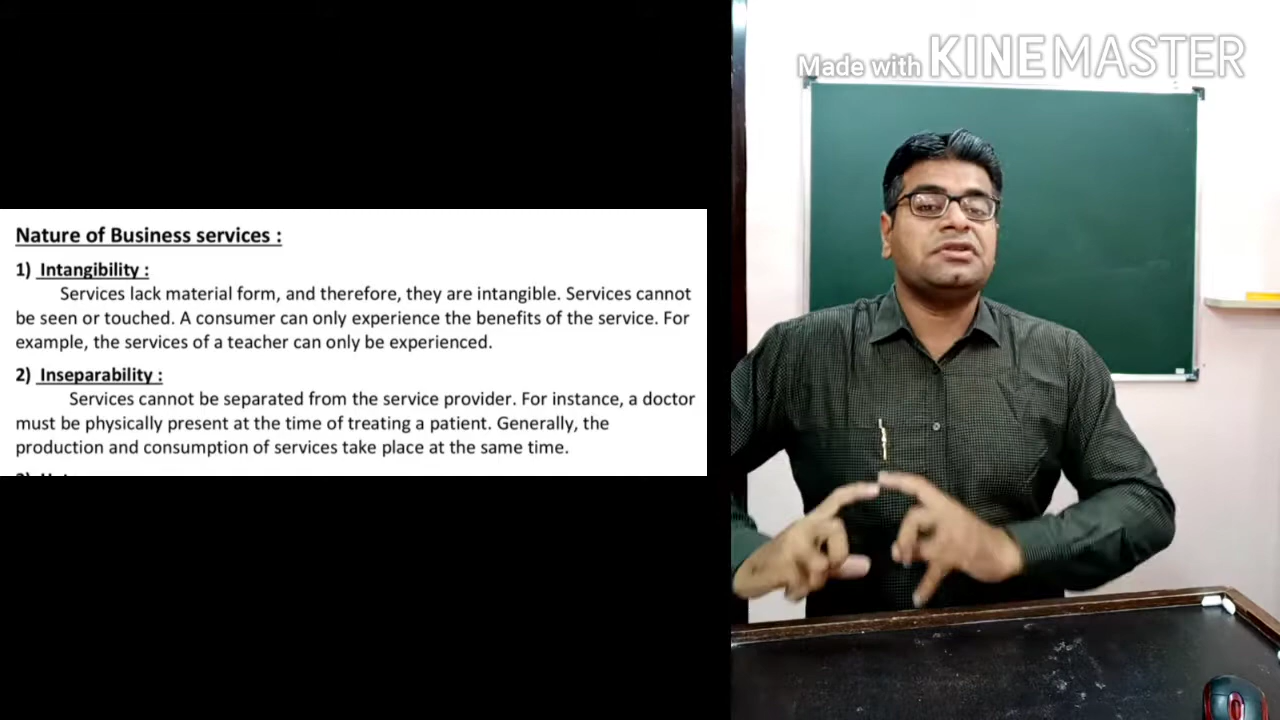 Made with KINEMASTER
Nature of Business services :
1) Intangibility :
Services lack material form, and therefore, they are intangible. Services cannot
be seen or touched. A consumer can only experience the benefits of the service. For
example, the services of a teacher can only be experienced.
2) Inseparability :
Services cannot be separated from the service provider. For instance, a doctor
must be physically present at the time of treating a patient. Generally, the
production and consumption of services take place at the same time.